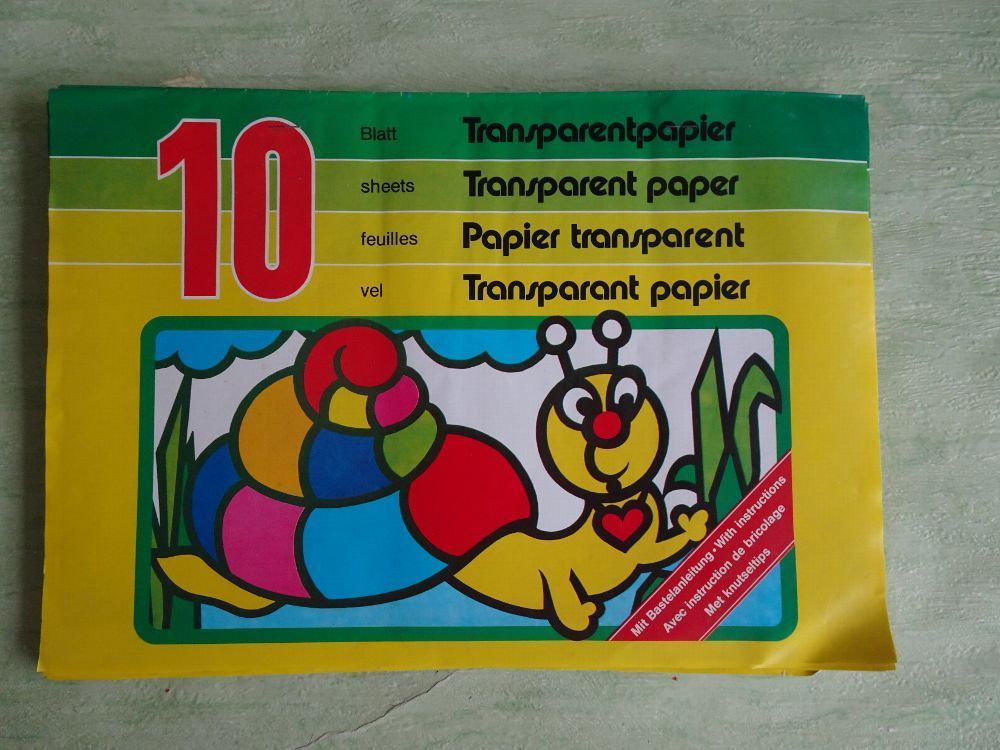 10
Blatt Transparentpapier
sheets Transparent paper
feuilles Papier transparent
vel Transparant papier
Mit Bastelanleitung • With instructions
Avec instruction de bricolage
Met knutseltips